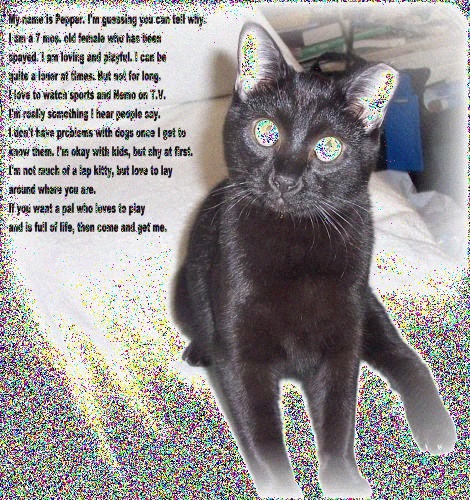 My name is Pepper. I'm guessing you can tell why.
I am a 7 mos. old female who has been
spayed. I am loving and playful. I can be
quite a loner at times. But not for long.
I love to watch sports and Nemo on T.V.
I'm really something I hear people say.
I don't have problems with dogs once I get to
know them. I'm okay with kids, but shy at first.
I'm not much of a lap kitty, but love to lay
around where you are.
If you want a pal who loves to play
and is full of life, then come and get me.